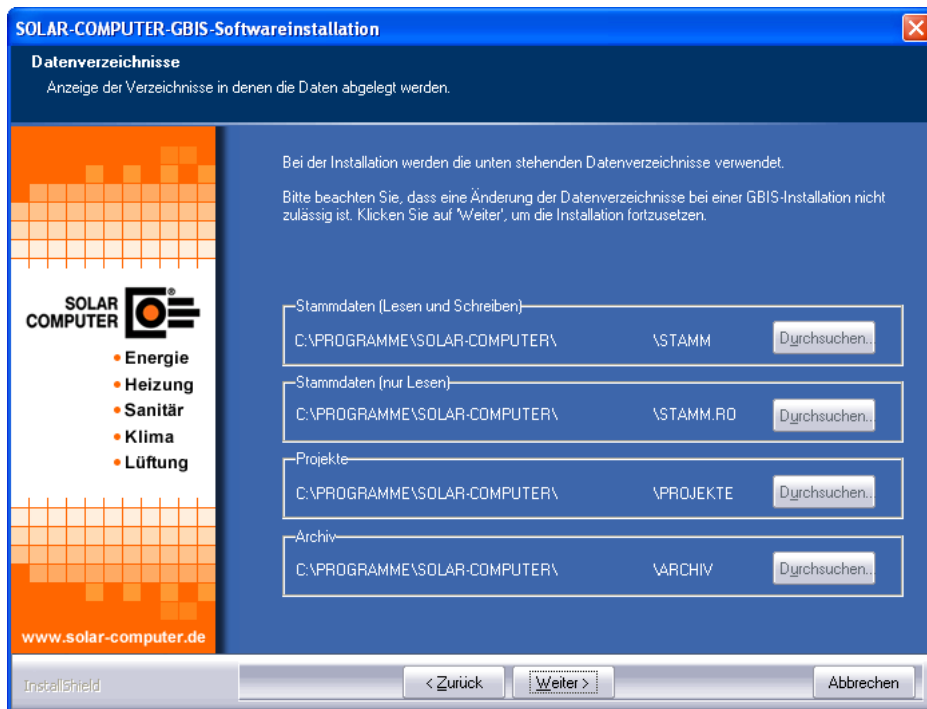 SOLAR-COMPUTER-GBIS-Softwareinstallation
Datenverzeichnisse
Anzeige der Verzeichnisse in denen die Daten abgelegt werden.
Bei der Installation werden die unten stehenden Datenverzeichnisse verwendet.
Bitte beachten Sie, dass eine Änderung der Datenverzeichnisse bei einer GBIS-Installation nicht
zulässig ist. Klicken Sie auf 'Weiter', um die Installation fortzusetzen.
SOLAR
COMPUTER
®
• Energie
• Heizung
• Sanitär
• Klima
• Lüftung
www.solar-computer.de
Stammdaten (Lesen und Schreiben)
C:\PROGRAMME\SOLAR-COMPUTER\ \STAMM Durchsuchen..
Stammdaten (nur Lesen)
C:\PROGRAMME\SOLAR-COMPUTER\ \STAMM.RO Durchsuchen..
Projekte
C:\PROGRAMME\SOLAR-COMPUTER\ \PROJEKTE Durchsuchen..
Archiv
C:\PROGRAMME\SOLAR-COMPUTER\ \ARCHIV Durchsuchen..
InstallShield
< Zurück Weiter > Abbrechen